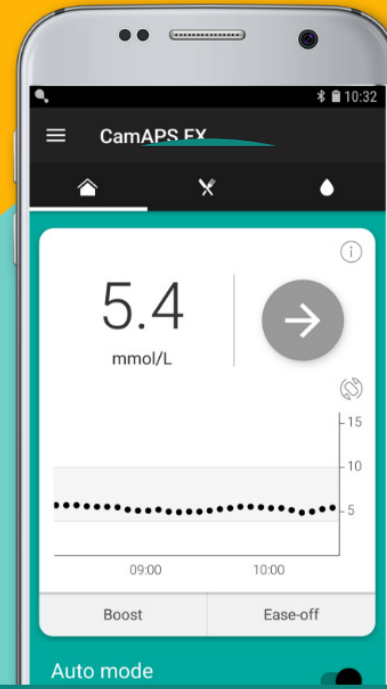 10:32
CamAPS FX
5.4
mmol/L
15
10
5
09:00
10:00
Boost
Ease-off
Auto mode